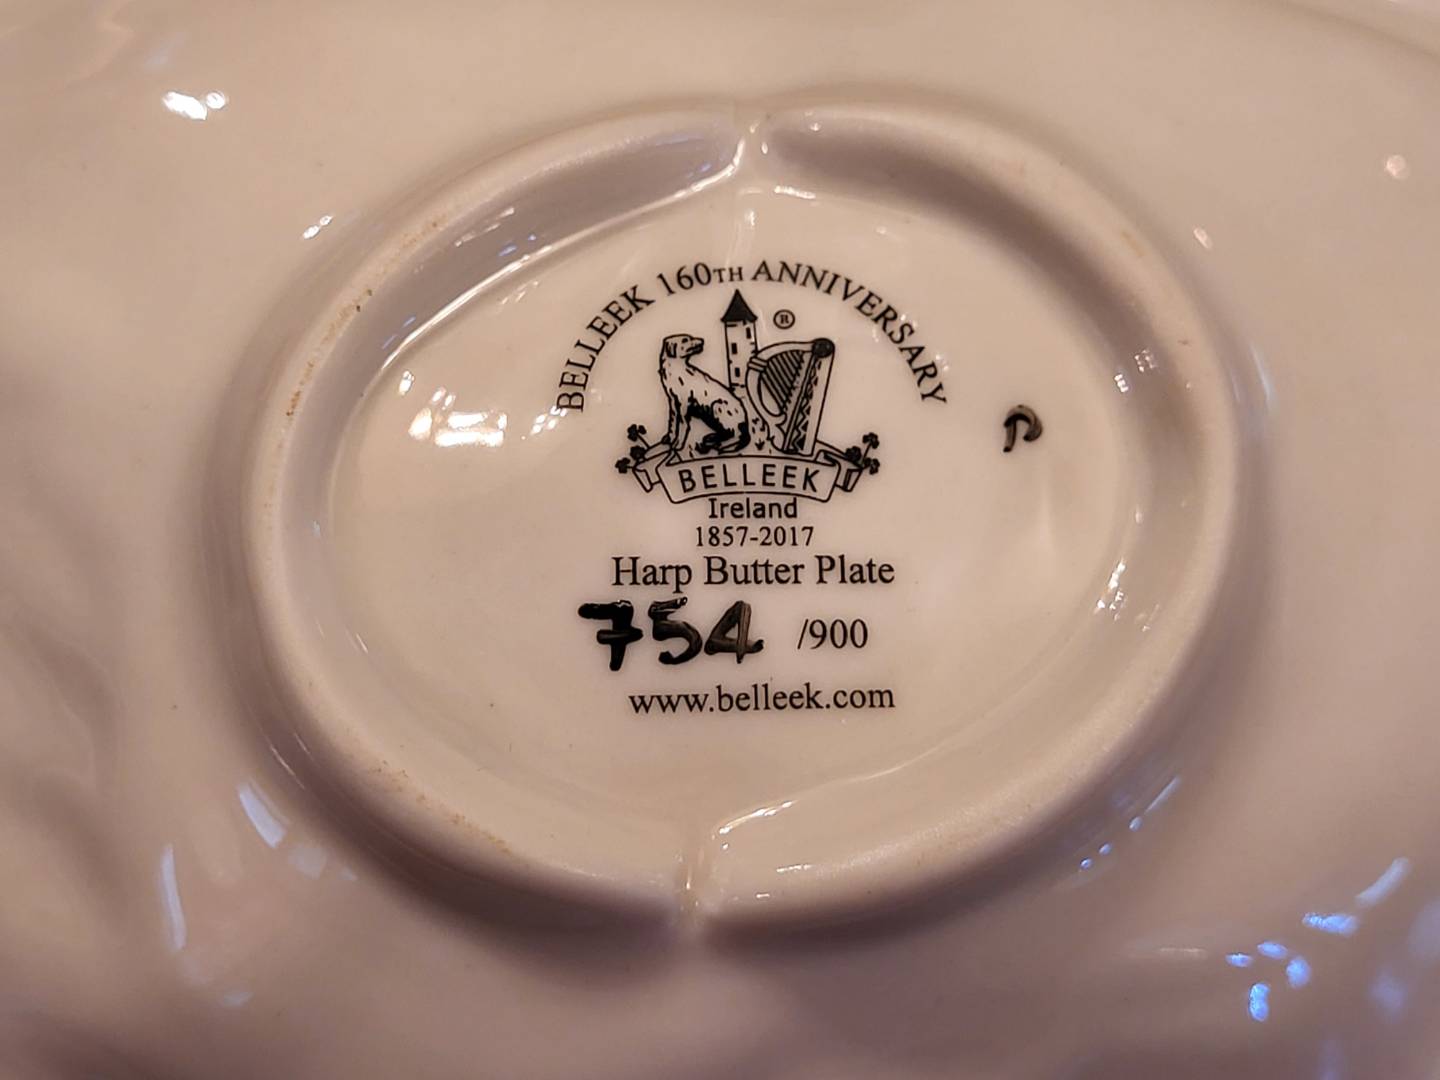 BELLEEK 160TH ANNIVERSARY
®
BELLEEK
Ireland
1857-2017
Harp Butter Plate
754 /900
www.belleek.com